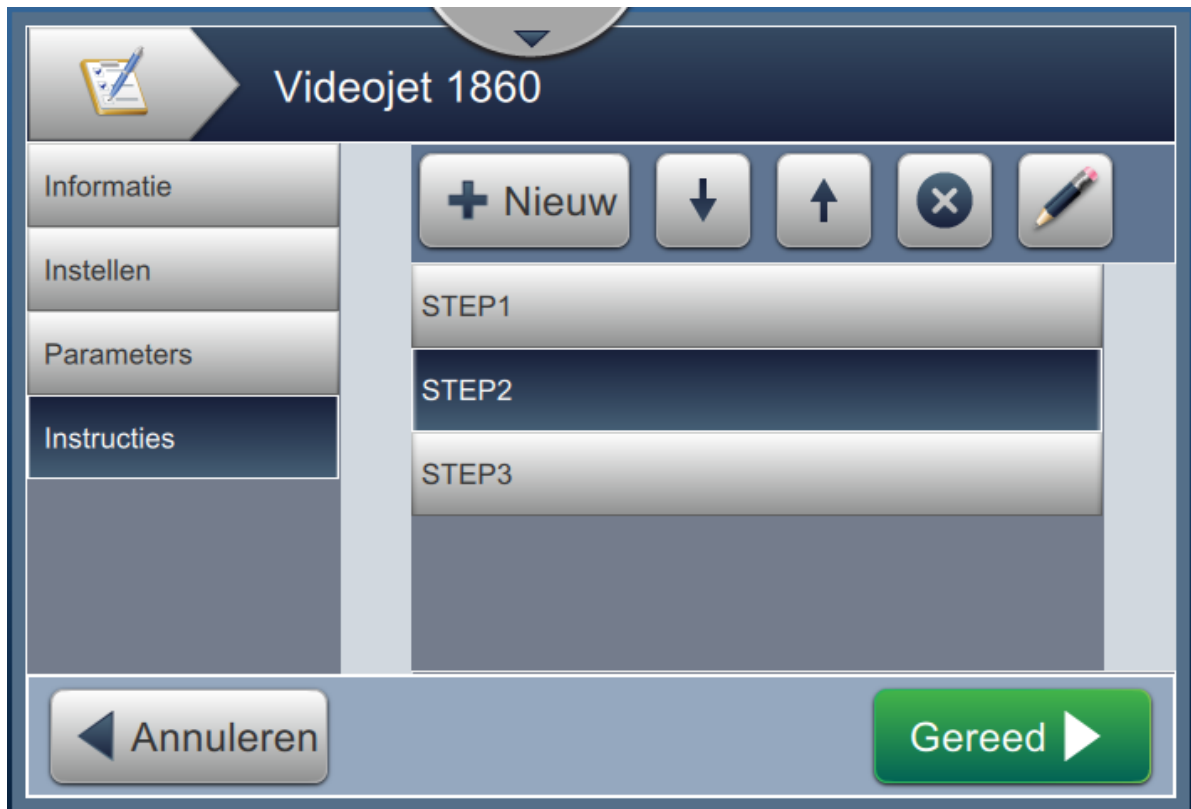 Videojet 1860
Informatie
Instellen
Parameters
Instructies
Nieuw
STEP1
STEP2
STEP3
Annuleren
Gereed